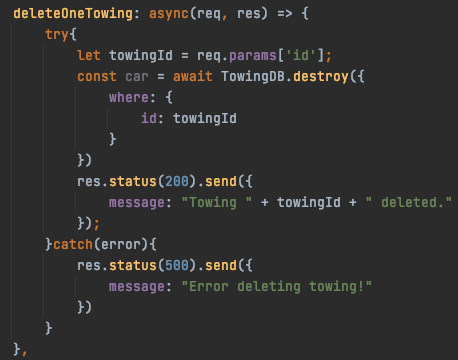 deleteOneTowing: async(req, res) => {
try{
let towingId = req.params['id'];
const car = await TowingDB.destroy({
where: {
id: towingId
}
})
res.status(200).send({
message: "Towing " + towingId + " deleted."
});
}catch(error){
res.status(500).send({
message: "Error deleting towing!"
})
}
},